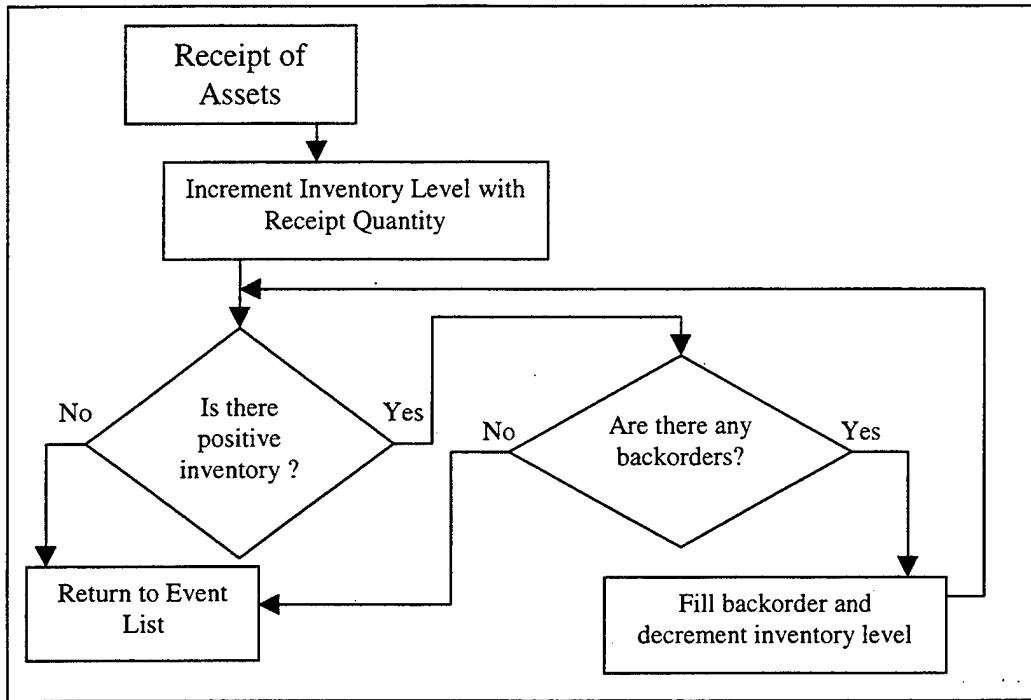 Receipt of
Assets
Increment Inventory Level with
Receipt Quantity
No
Is there
positive
inventory ?
Yes
No
Are there any
backorders?
Yes
Return to Event
List
Fill backorder and
decrement inventory level